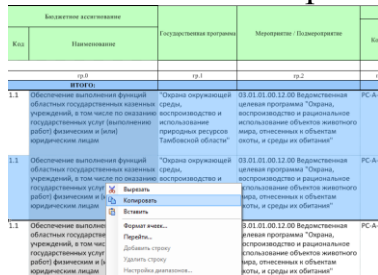 Бюджетное ассигнование
Государственная программа
Мероприятие / Подмероприятие
Код
Наименование
гр.0
гр.1
гр.2
ИТОГО:
1.1
Обеспечение выполнения функций
областных государственных казенных
учреждений, в том числе по оказанию
государственных услуг (выполнению
работ) физическим и (или)
юридическим лицам
"Охрана окружающей
среды,
воспроизводство и
использование
природных ресурсов
Тамбовской области"
03.01.01.00.12.00 Ведомственная
целевая программа "Охрана,
воспроизводство и рациональное
использование объектов животного
мира, отнесенных к объектам
охоты, и среды их обитания"
РС-А-
1.1
Обеспечение выполнения функций
областных государственных казенных
учреждений, в том числе по оказанию
государственных услуг
работ) физическим и (
юридическим лицам
"Охрана окружающей
среды,
воспроизводство и
03.01.01.00.12.00 Ведомственная
целевая программа "Охрана,
воспроизводство и рациональное
использование объектов животного
мира, отнесенных к объектам
охоты, и среды их обитания"
РС-А-
Вырезать
Копировать
Вставить
Формат ячеек...
Перейти...
Добавить строку
Удалить строку
Настройка диапазонов...
1.1
Обеспечение выполнен
областных государстве
учреждений, в том чис
государственных услуг
работ) физическим и (
юридическим лицам
3.01.01.00.12.00 Ведомственная
целевая программа "Охрана,
воспроизводство и рациональное
использование объектов животного
мира, отнесенных к объектам
охоты, и среды их обитания"
РС-А-